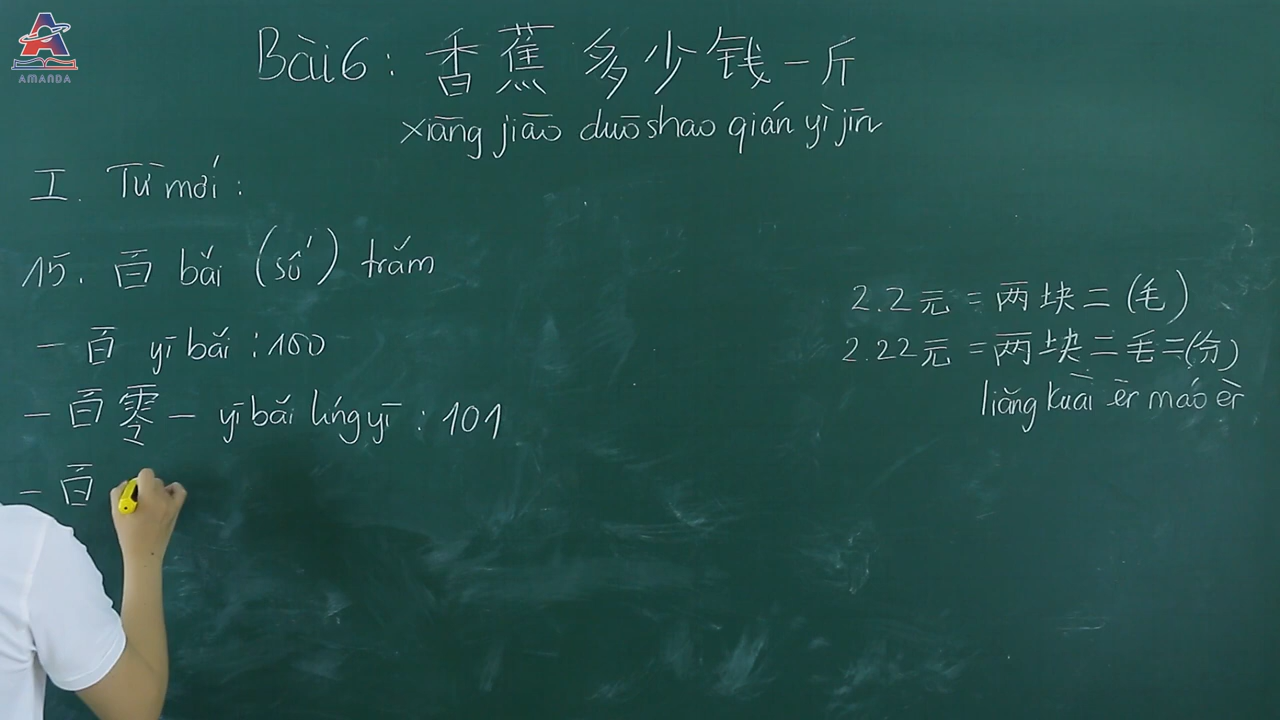 AMANDA
Bài 6: 香蕉多少钱一斤
xiāng jiāo duō shao qián yì jīn
I. Từ mới:
15. 百 bǎi (số) trăm
一百 yī bǎi: 100
一百零一 yī bǎi líng yī: 101
一百
2.2元 = 两块二(毛)
2.22元 = 两块二毛二(分)
liǎng kuài èr máo èr